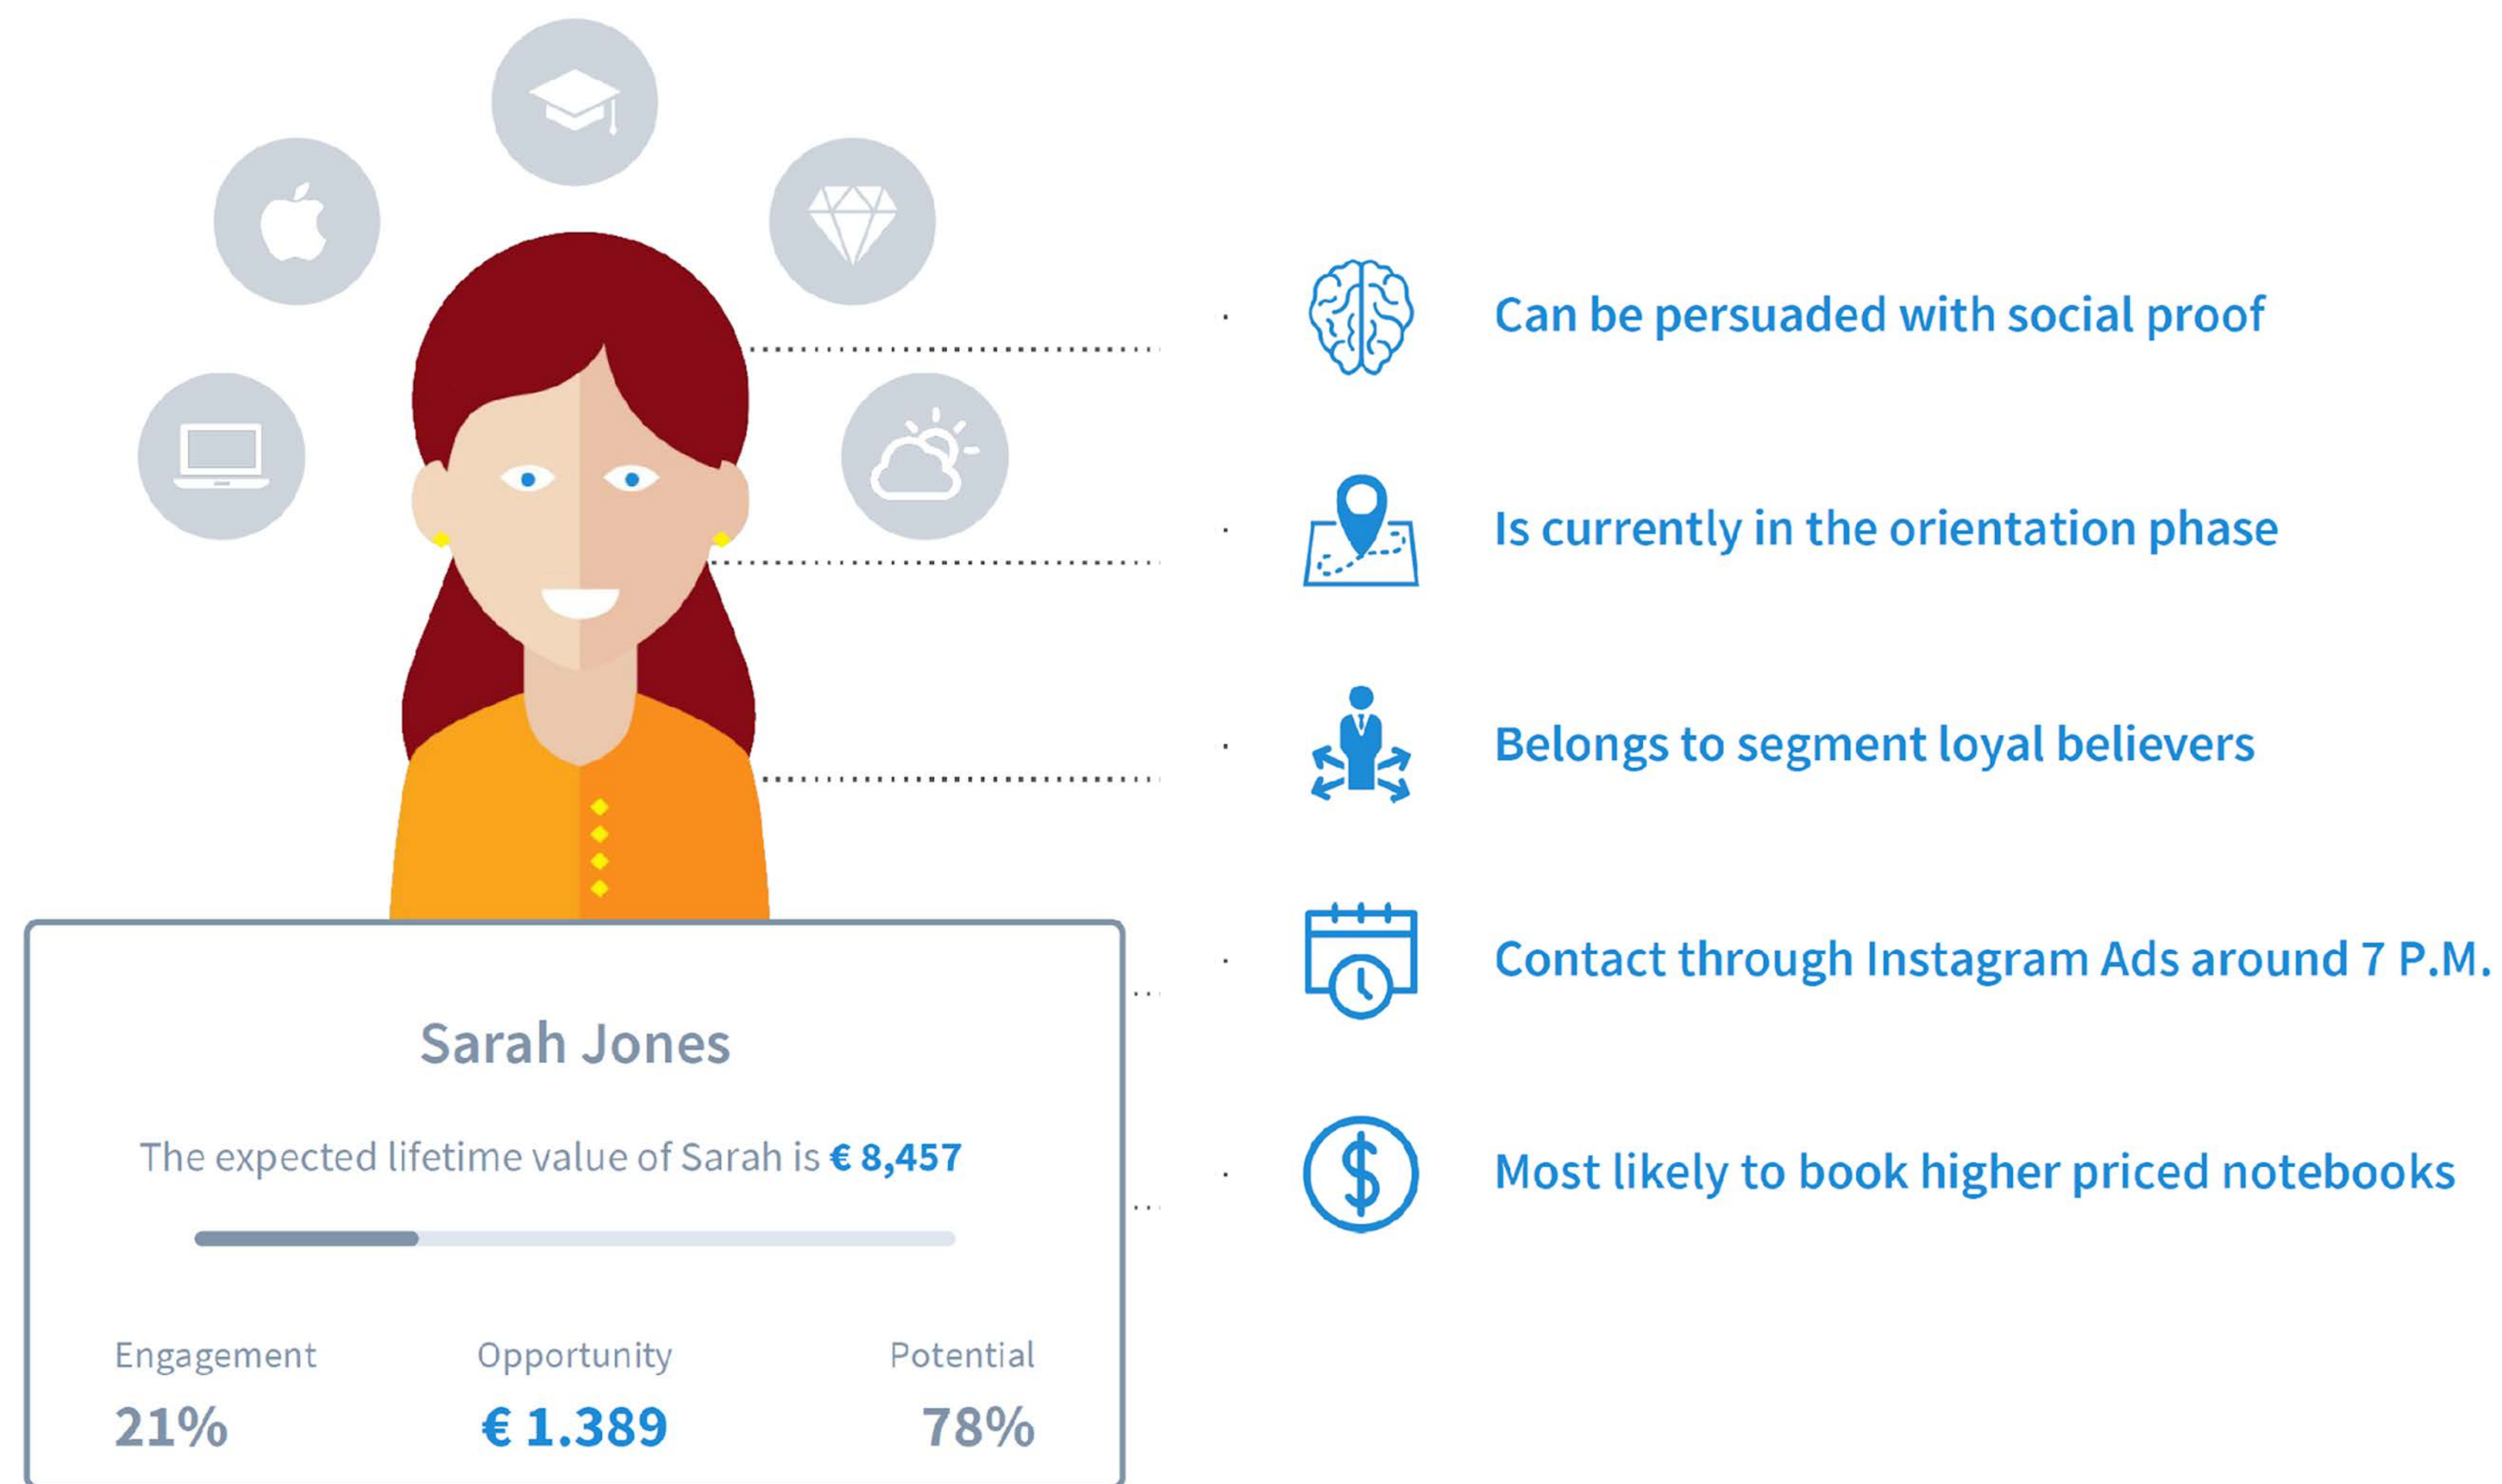 Can be persuaded with social proof
Is currently in the orientation phase
Belongs to segment loyal believers
Contact through Instagram Ads around 7 P.M.
Most likely to book higher priced notebooks
Sarah Jones
The expected lifetime value of Sarah is € 8,457
Engagement
21%
Opportunity
€ 1.389
Potential
78%